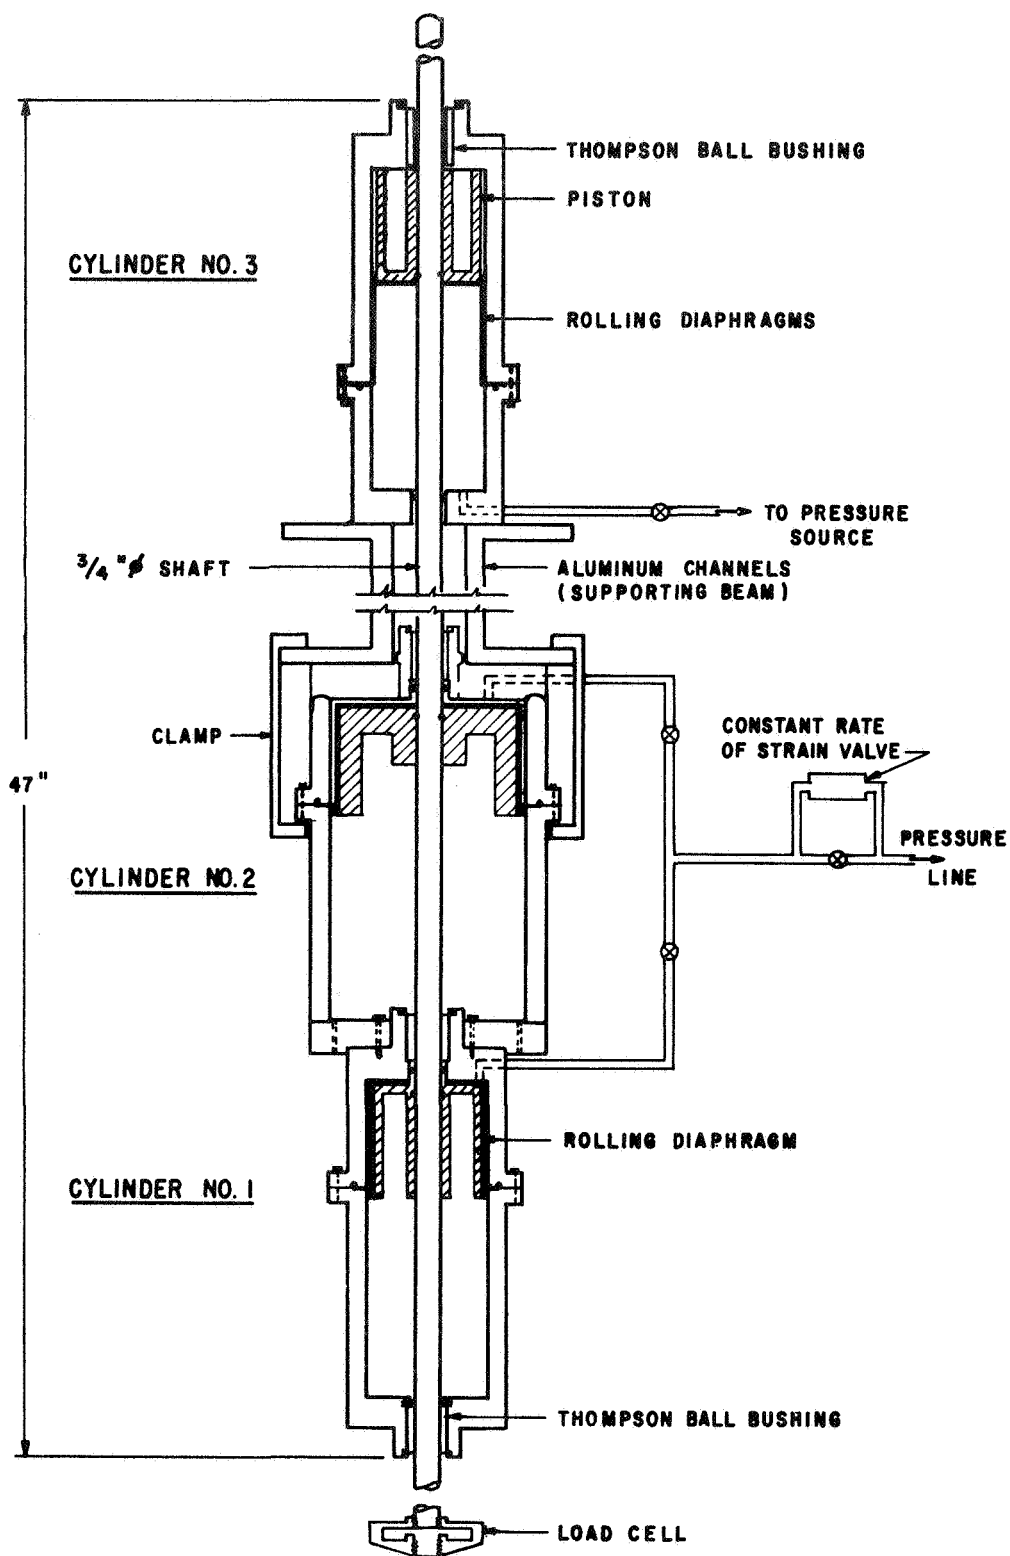 THOMPSON BALL BUSHING
PISTON
CYLINDER NO. 3
ROLLING DIAPHRAGMS
TO PRESSURE
SOURCE
3/4 "ø SHAFT
ALUMINUM CHANNELS
(SUPPORTING BEAM)
CONSTANT RATE
OF STRAIN VALVE
CLAMP
47"
PRESSURE
LINE
CYLINDER NO. 2
ROLLING DIAPHRAGM
CYLINDER NO. 1
THOMPSON BALL BUSHING
LOAD CELL